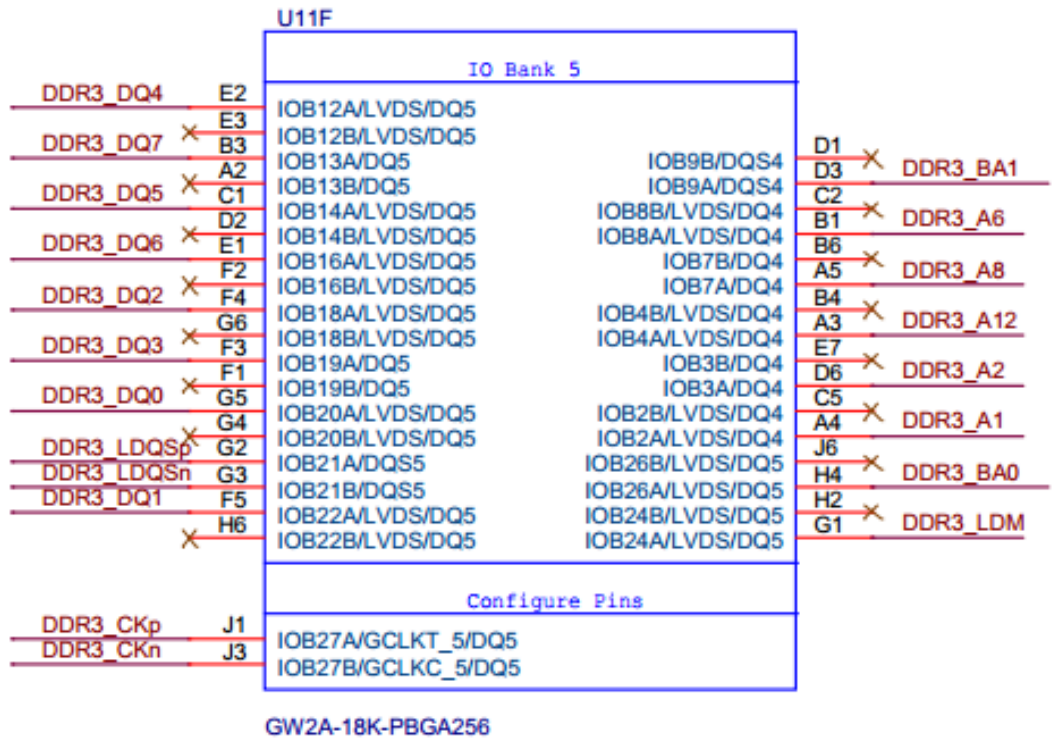 U11F
IO Bank 5
DDR3_DQ4 E2 IOB12A/LVDS/DQ5
E3 IOB12B/LVDS/DQ5
DDR3_DQ7 B3 IOB13A/DQ5
A2 IOB13B/DQ5
DDR3_DQ5 C1 IOB14A/LVDS/DQ5
D2 IOB14B/LVDS/DQ5
DDR3_DQ6 E1 IOB16A/LVDS/DQ5
F2 IOB16B/LVDS/DQ5
DDR3_DQ2 F4 IOB18A/LVDS/DQ5
G6 IOB18B/LVDS/DQ5
DDR3_DQ3 F3 IOB19A/DQ5
F1 IOB19B/DQ5
DDR3_DQ0 G5 IOB20A/LVDS/DQ5
G4 IOB20B/LVDS/DQ5
DDR3_LDQSp G2 IOB21A/DQS5
DDR3_LDQSn G3 IOB21B/DQS5
DDR3_DQ1 F5 IOB22A/LVDS/DQ5
H6 IOB22B/LVDS/DQ5
IOB9B/DQS4 D1
IOB9A/DQS4 D3 DDR3_BA1
IOB8B/LVDS/DQ4 C2
IOB8A/LVDS/DQ4 B1 DDR3_A6
IOB7B/DQ4 B6
IOB7A/DQ4 A5 DDR3_A8
IOB4B/LVDS/DQ4 B4
IOB4A/LVDS/DQ4 A3 DDR3_A12
IOB3B/DQ4 E7
IOB3A/DQ4 D6 DDR3_A2
IOB2B/LVDS/DQ4 C5
IOB2A/LVDS/DQ4 A4 DDR3_A1
IOB26B/LVDS/DQ5 J6
IOB26A/LVDS/DQ5 H4 DDR3_BA0
IOB24B/LVDS/DQ5 H2
IOB24A/LVDS/DQ5 G1 DDR3_LDM
Configure Pins
DDR3_CKp J1 IOB27A/GCLKT_5/DQ5
DDR3_CKn J3 IOB27B/GCLKC_5/DQ5
GW2A-18K-PBGA256